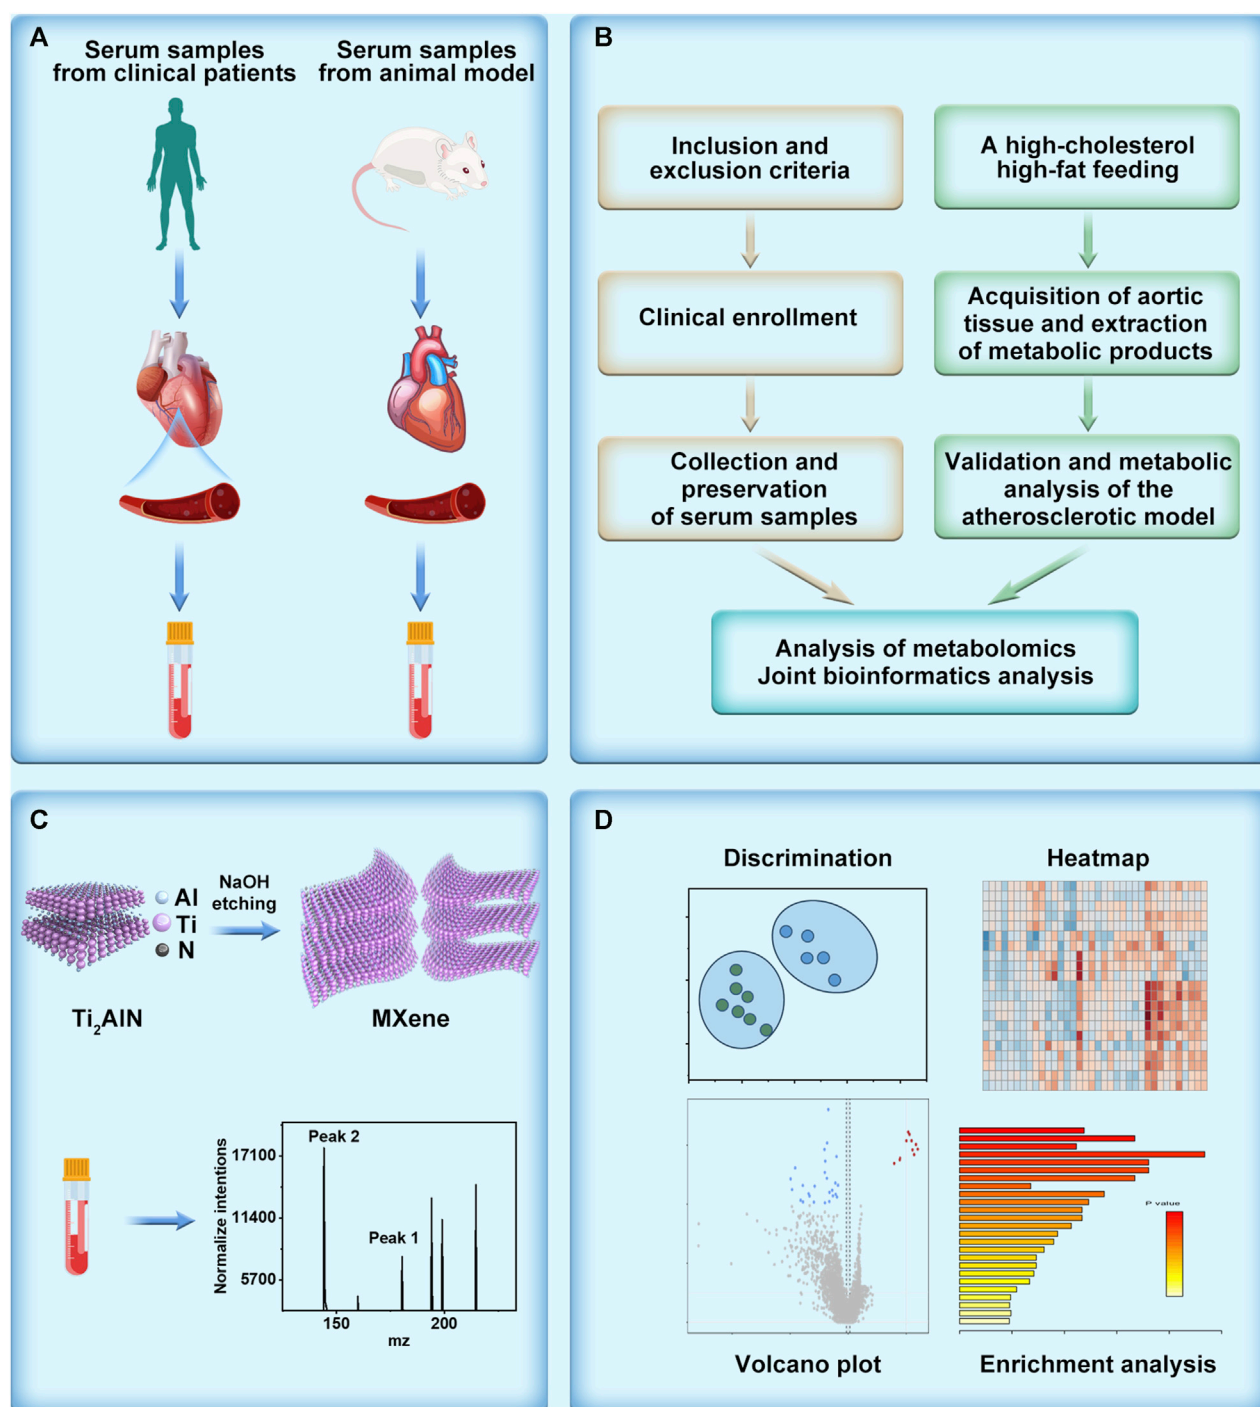 A
Serum samples
from clinical patients
Serum samples
from animal model
B
Inclusion and
exclusion criteria
A high-cholesterol
high-fat feeding
Clinical enrollment
Acquisition of aortic
tissue and extraction
of metabolic products
Collection and
preservation
of serum samples
Validation and metabolic
analysis of the
atherosclerotic model
Analysis of metabolomics
Joint bioinformatics analysis
C
Al
Ti
N
NaOH
etching
Ti₂AlN
MXene
Normalize intentions
17100
11400
5700
Peak 2
Peak 1
150
200
mz
D
Discrimination
Heatmap
P value
Volcano plot
Enrichment analysis